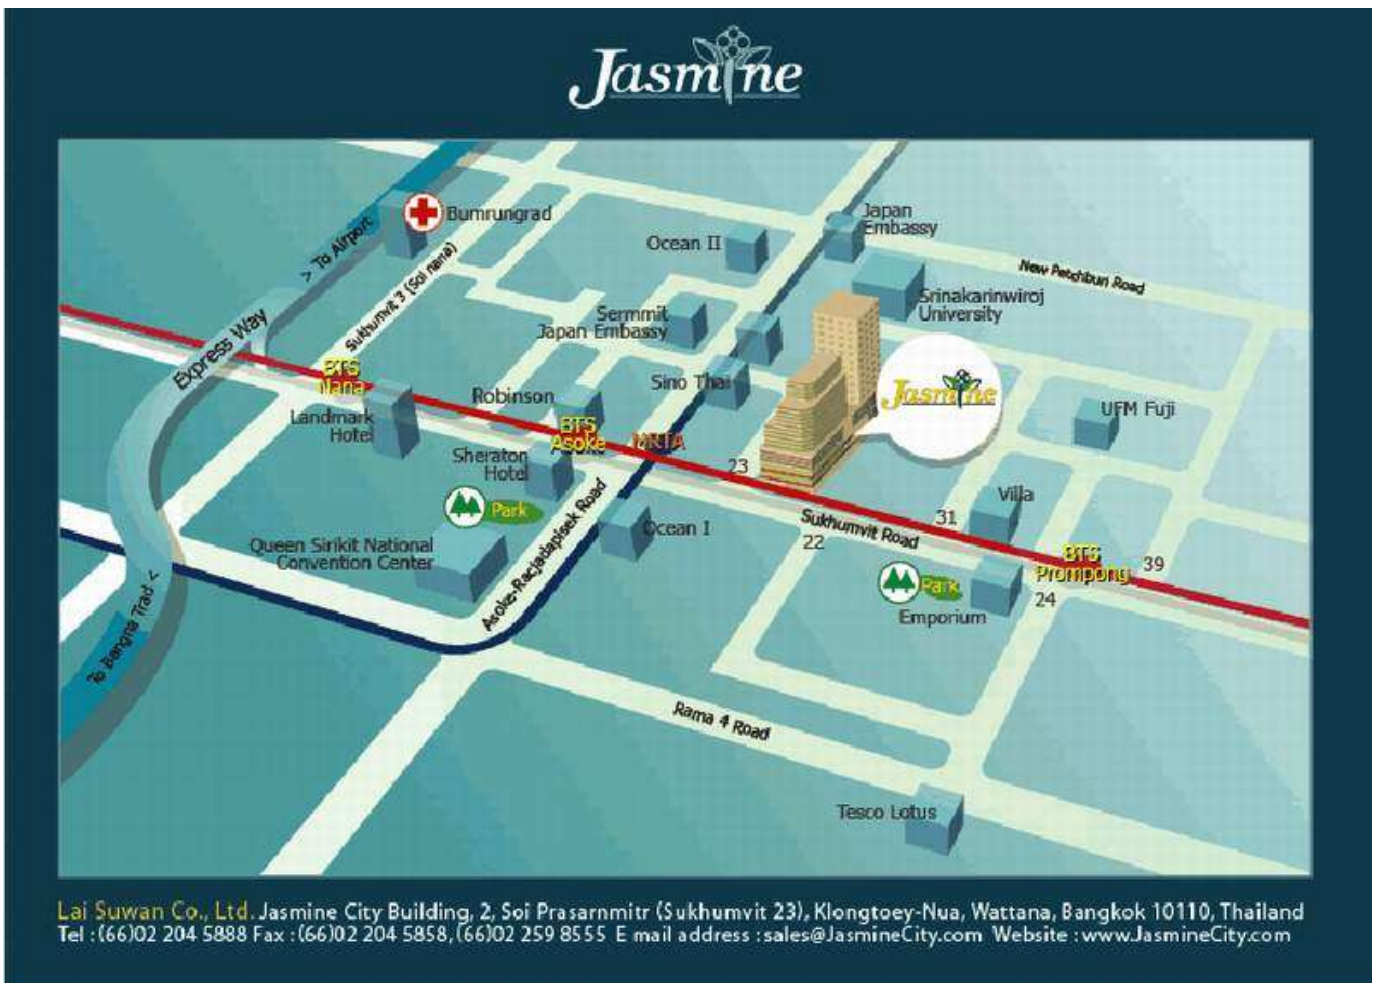 Jasmine
Bumrungrad
Japan
Embassy
Ocean II
> To Airport
Sukhumvit 3 (Soi nana)
New Petchburi Road
Srinakarinwiroj
University
Sermmit
Japan Embassy
Express Way
BTS
Nana
Sino Thai
Jasmine
Robinson
Landmark
Hotel
UFM Fuji
BTS
Asoke
MRTA
Sheraton
Hotel
23
Villa
Park
Asoke-Racjadapisek Road
Ocean I
31
Sukhumvit Road
22
Queen Sirikit National
Convention Center
BTS
Prompong
39
Park
24
Emporium
To Bangna Trad <
Rama 4 Road
Tesco Lotus
Lai Suwan Co., Ltd. Jasmine City Building, 2, Soi Prasarnmitr (Sukhumvit 23), Klongtoey-Nua, Wattana, Bangkok 10110, Thailand
Tel :(66)02 204 5888 Fax :(66)02 204 5858,(66)02 259 8555 E mail address :sales@JasmineCity.com Website :www.JasmineCity.com